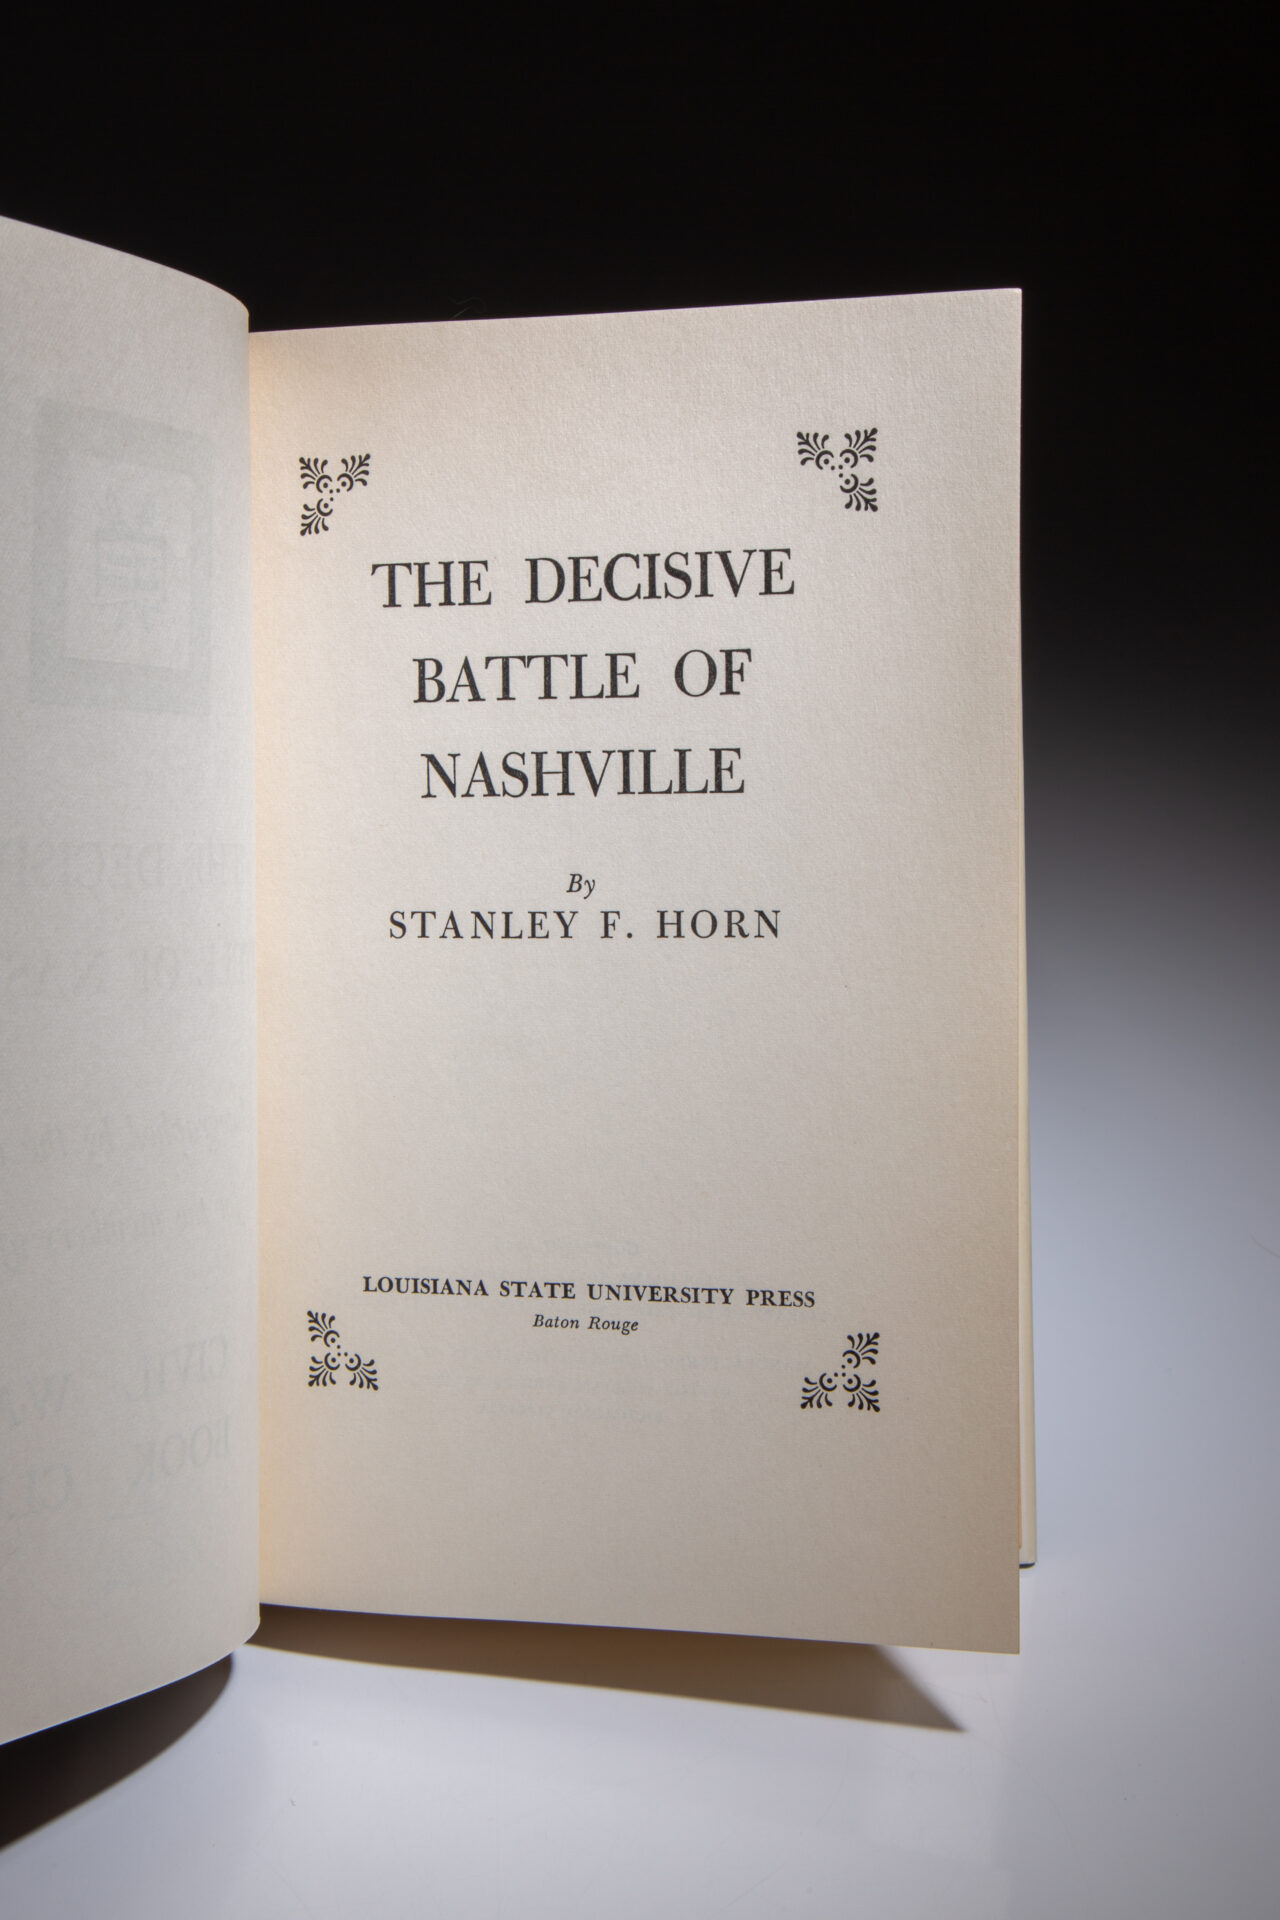 THE DECISIVE
BATTLE OF
NASHVILLE
By
STANLEY F. HORN
LOUISIANA STATE UNIVERSITY PRESS
Baton Rouge